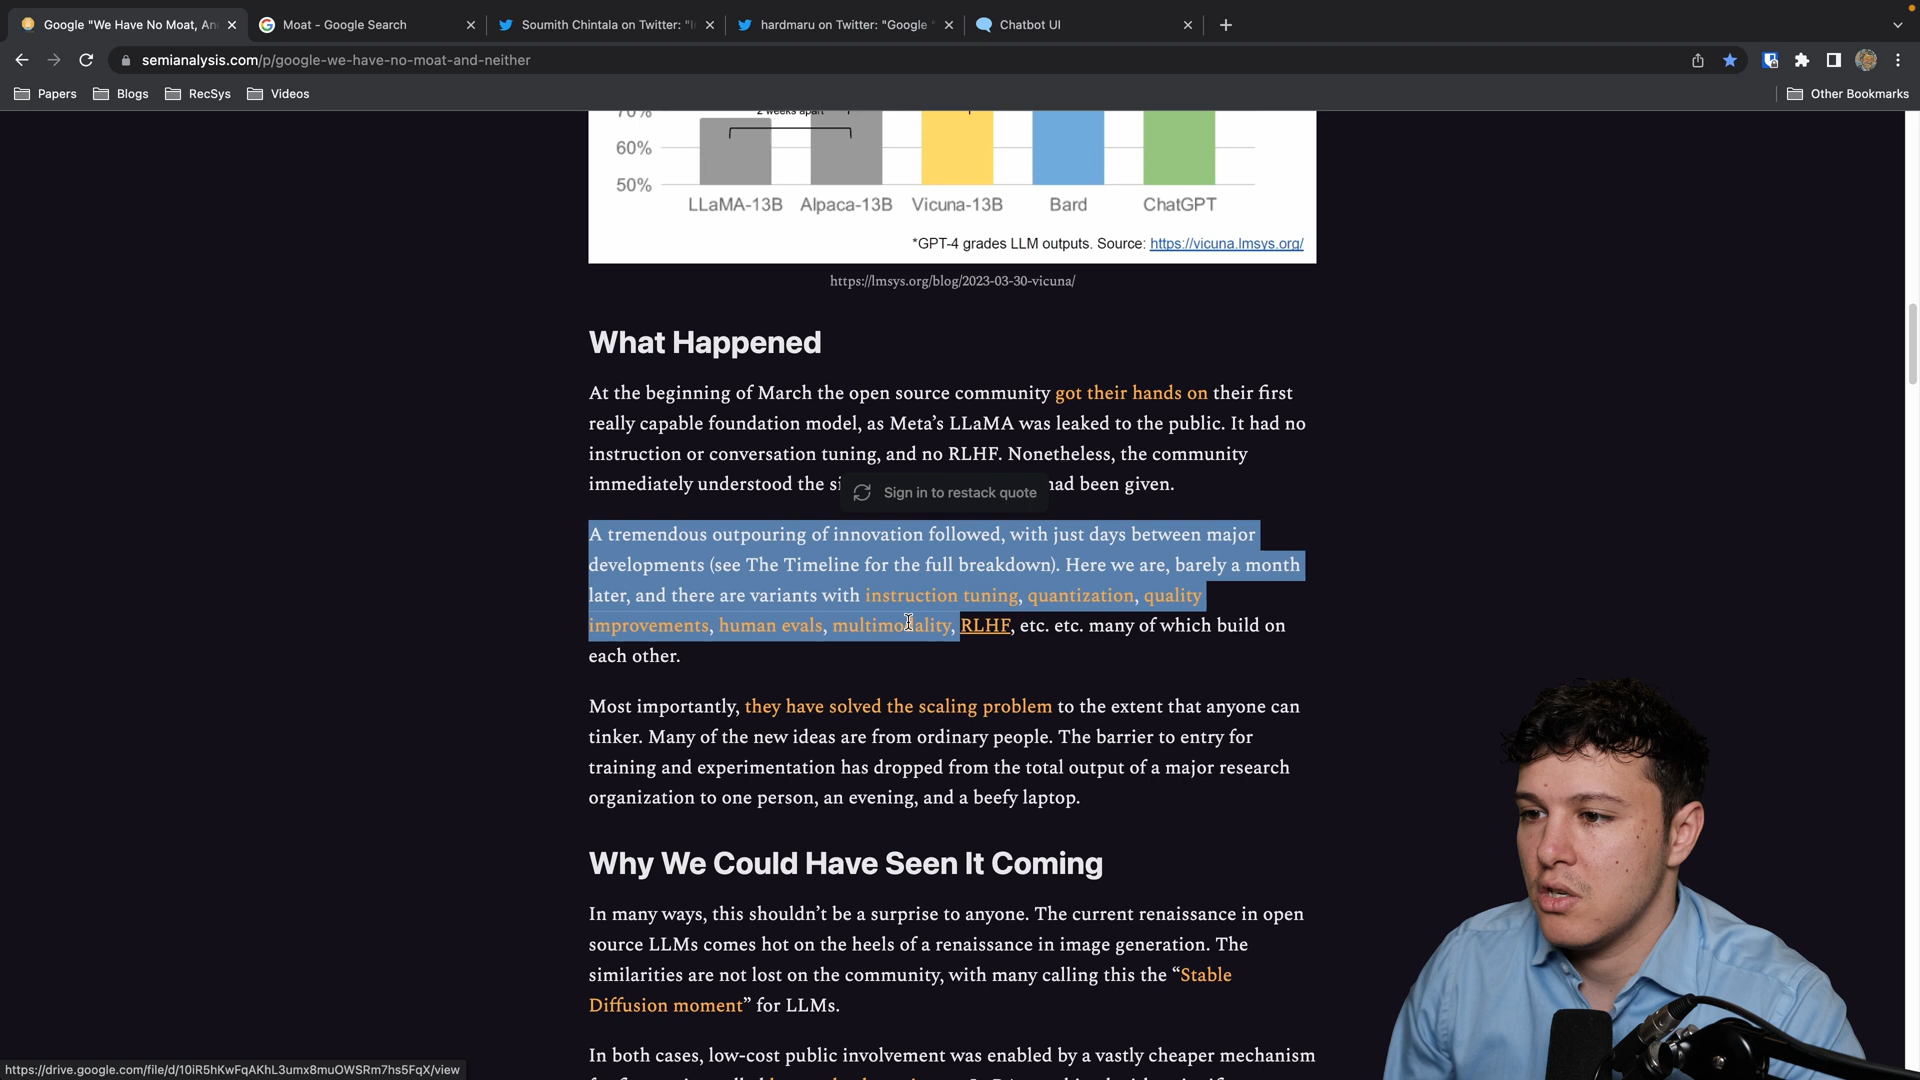 Google "We Have No Moat, An
Moat - Google Search
Soumith Chintala on Twitter: "I
hardmaru on Twitter: "Google "
Chatbot UI
semianalysis.com/p/google-we-have-no-moat-and-neither
Papers
Blogs
RecSys
Videos
Other Bookmarks
70%
2 weeks apart
60%
50%
LLaMA-13B
Alpaca-13B
Vicuna-13B
Bard
ChatGPT
*GPT-4 grades LLM outputs. Source: https://vicuna.lmsys.org/
https://lmsys.org/blog/2023-03-30-vicuna/
What Happened
At the beginning of March the open source community got their hands on their first
really capable foundation model, as Meta’s LLaMA was leaked to the public. It had no
instruction or conversation tuning, and no RLHF. Nonetheless, the community
immediately understood the si
Sign in to restack quote
had been given.
A tremendous outpouring of innovation followed, with just days between major
developments (see The Timeline for the full breakdown). Here we are, barely a month
later, and there are variants with instruction tuning, quantization, quality
improvements, human evals, multimodality, RLHF, etc. etc. many of which build on
each other.
Most importantly, they have solved the scaling problem to the extent that anyone can
tinker. Many of the new ideas are from ordinary people. The barrier to entry for
training and experimentation has dropped from the total output of a major research
organization to one person, an evening, and a beefy laptop.
Why We Could Have Seen It Coming
In many ways, this shouldn’t be a surprise to anyone. The current renaissance in open
source LLMs comes hot on the heels of a renaissance in image generation. The
similarities are not lost on the community, with many calling this the “Stable
Diffusion moment” for LLMs.
In both cases, low-cost public involvement was enabled by a vastly cheaper mechanism
https://drive.google.com/file/d/10iR5hKwFqAKhL3umx8muOWSRm7hs5FqX/view